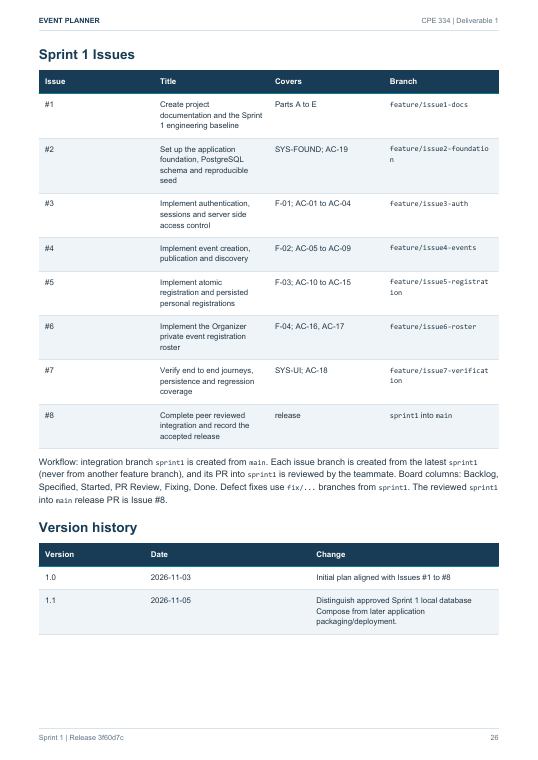 EVENT PLANNER
CPE 334 | Deliverable 1
Sprint 1 Issues
Issue Title Covers Branch
#1 Create project Parts A to E feature/issue1-docs
documentation and the Sprint
1 engineering baseline
#2 Set up the application SYS-FOUND; AC-19 feature/issue2-foundatio
foundation, PostgreSQL n
schema and reproducible
seed
#3 Implement authentication, F-01; AC-01 to AC-04 feature/issue3-auth
sessions and server side
access control
#4 Implement event creation, F-02; AC-05 to AC-09 feature/issue4-events
publication and discovery
#5 Implement atomic F-03; AC-10 to AC-15 feature/issue5-registrat
registration and persisted ion
personal registrations
#6 Implement the Organizer F-04; AC-16, AC-17 feature/issue6-roster
private event registration
roster
#7 Verify end to end journeys, SYS-UI; AC-18 feature/issue7-verificat
persistence and regression ion
coverage
#8 Complete peer reviewed release sprint1 into main
integration and record the
accepted release
Workflow: integration branch sprint1 is created from main. Each issue branch is created from the latest sprint1
(never from another feature branch), and its PR into sprint1 is reviewed by the teammate. Board columns: Backlog,
Specified, Started, PR Review, Fixing, Done. Defect fixes use fix/... branches from sprint1. The reviewed sprint1
into main release PR is Issue #8.
Version history
Version Date Change
1.0 2026-11-03 Initial plan aligned with Issues #1 to #8
1.1 2026-11-05 Distinguish approved Sprint 1 local database
Compose from later application
packaging/deployment.
Sprint 1 | Release 3f60d7c
26